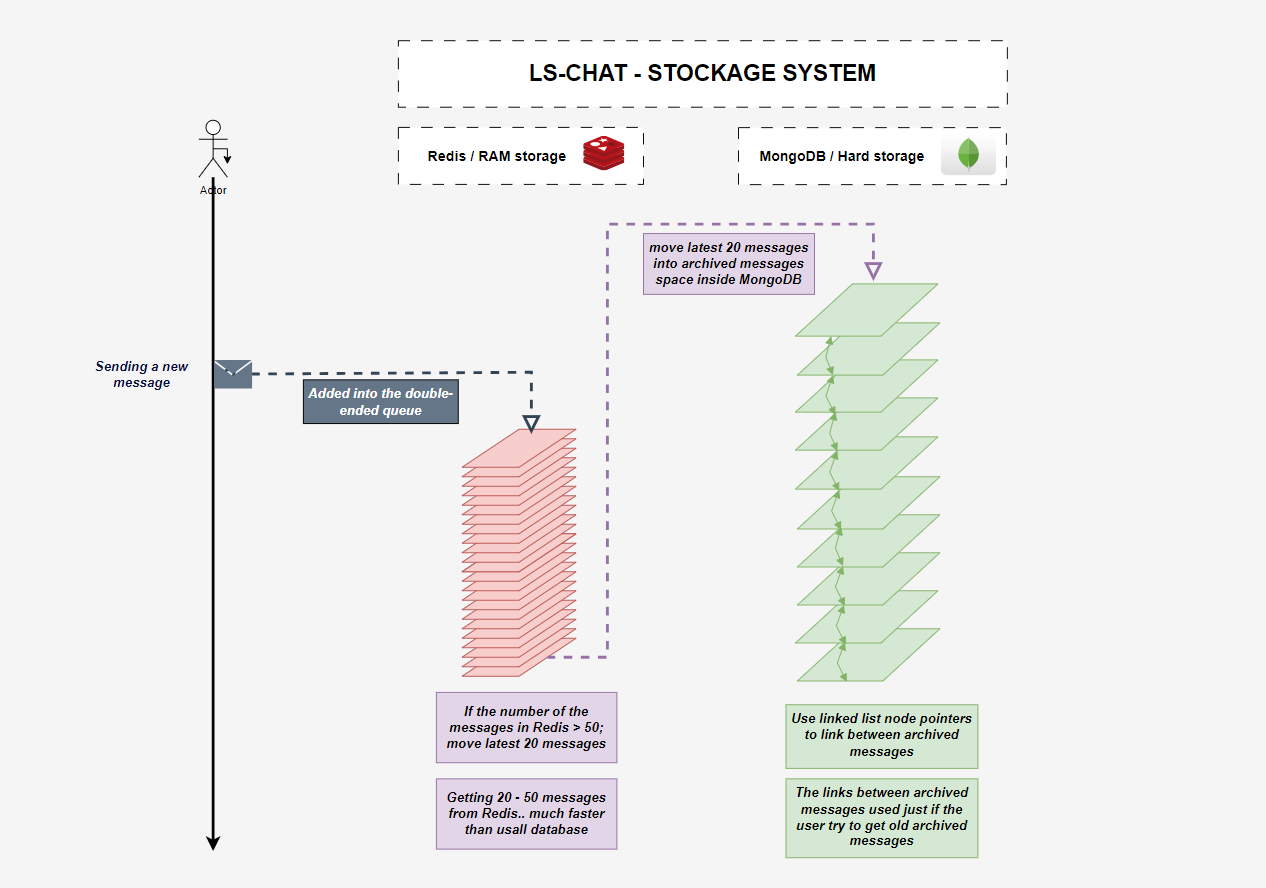 LS-CHAT - STOCKAGE SYSTEM
Redis / RAM storage
MongoDB / Hard storage
Actor
move latest 20 messages
into archived messages
space inside MongoDB
Sending a new
message
Added into the double-
ended queue
If the number of the
messages in Redis > 50;
move latest 20 messages
Getting 20 - 50 messages
from Redis.. much faster
than usall database
Use linked list node pointers
to link between archived
messages
The links between archived
messages used just if the
user try to get old archived
messages